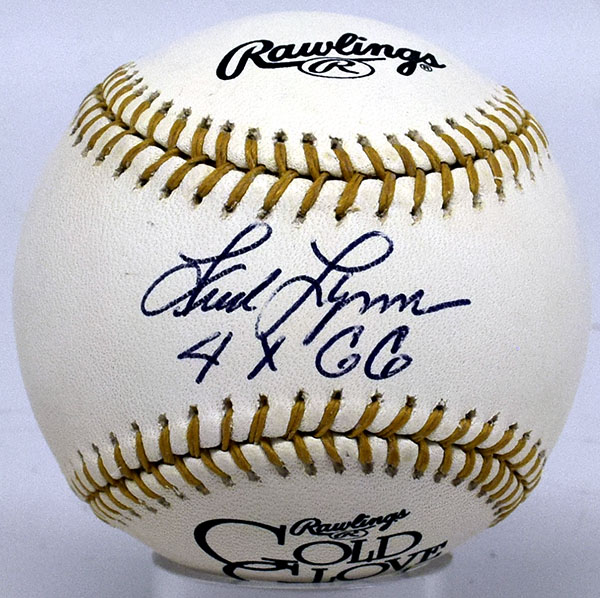 Rawlings®
R
Fred Lynn
4 X GG
Rawlings
R
GOLD
GLOVE